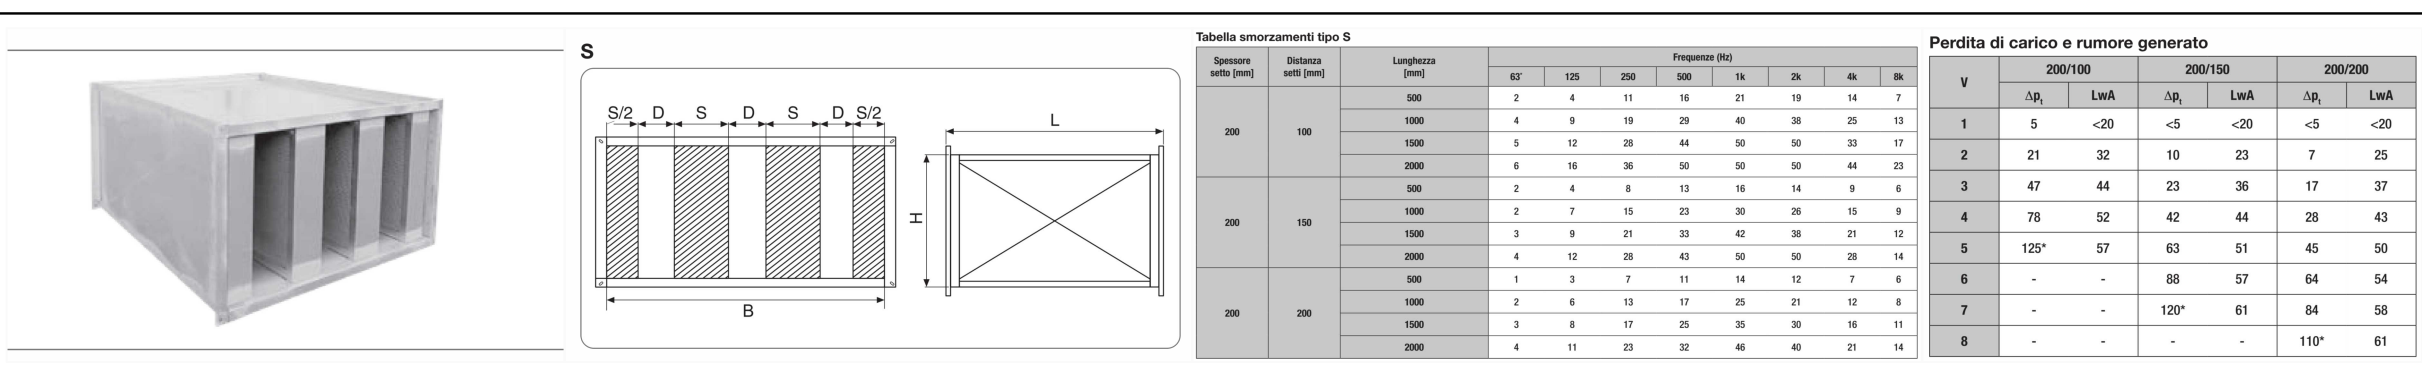 S
S/2 D S D S D S/2
B
H
L
Tabella smorzamenti tipo S
Spessore setto [mm] Distanza setti [mm] Lunghezza [mm] Frequenze (Hz)
63* 125 250 500 1k 2k 4k 8k
200 100
500 2 4 11 16 21 19 14 7
1000 4 9 19 29 40 38 25 13
1500 5 12 28 44 50 50 33 17
2000 6 16 36 50 50 50 44 23
200 150
500 2 4 8 13 16 14 9 6
1000 2 7 15 23 30 26 15 9
1500 3 9 21 33 42 38 21 12
2000 4 12 28 43 50 50 28 14
200 200
500 1 3 7 11 14 12 7 6
1000 2 6 13 17 25 21 12 8
1500 3 8 17 25 35 30 16 11
2000 4 11 23 32 46 40 21 14
Perdita di carico e rumore generato
V 200/100 200/150 200/200
Δpt LwA Δpt LwA Δpt LwA
1 5 <20 <5 <20 <5 <20
2 21 32 10 23 7 25
3 47 44 23 36 17 37
4 78 52 42 44 28 43
5 125* 57 63 51 45 50
6 - - 88 57 64 54
7 - - 120* 61 84 58
8 - - - - 110* 61